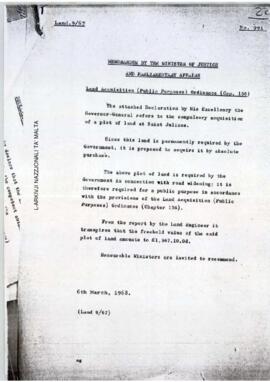 Land.9/67
MEMORANDUM BY THE MINISTER OF JUSTICE
AND PARLIAMENTARY AFFAIRS
Land Acquisition (Public Purposes) Ordinance (Cap. 136)
The attached Declaration by His Excellency the
Governor-General refers to the compulsory acquisition
of a plot of land at Saint Julians.
Since this land is permanently required by the
Government, it is proposed to acquire it by absolute
purchase.
The above plot of land is required by the
Government in connection with road widening; it is
therefore required for a public purpose in accordance
with the provisions of the Land Acquisition (Public
Purposes) Ordinance (Chapter 136).
From the report by the Land Engineer it
transpires that the freehold value of the said
plot of land amounts to
Honourable Ministers are invited to recommend.
6th March, 1968.
(Land 9/67)
L-ARKIVJI NAZZJONALI TA' MALTA